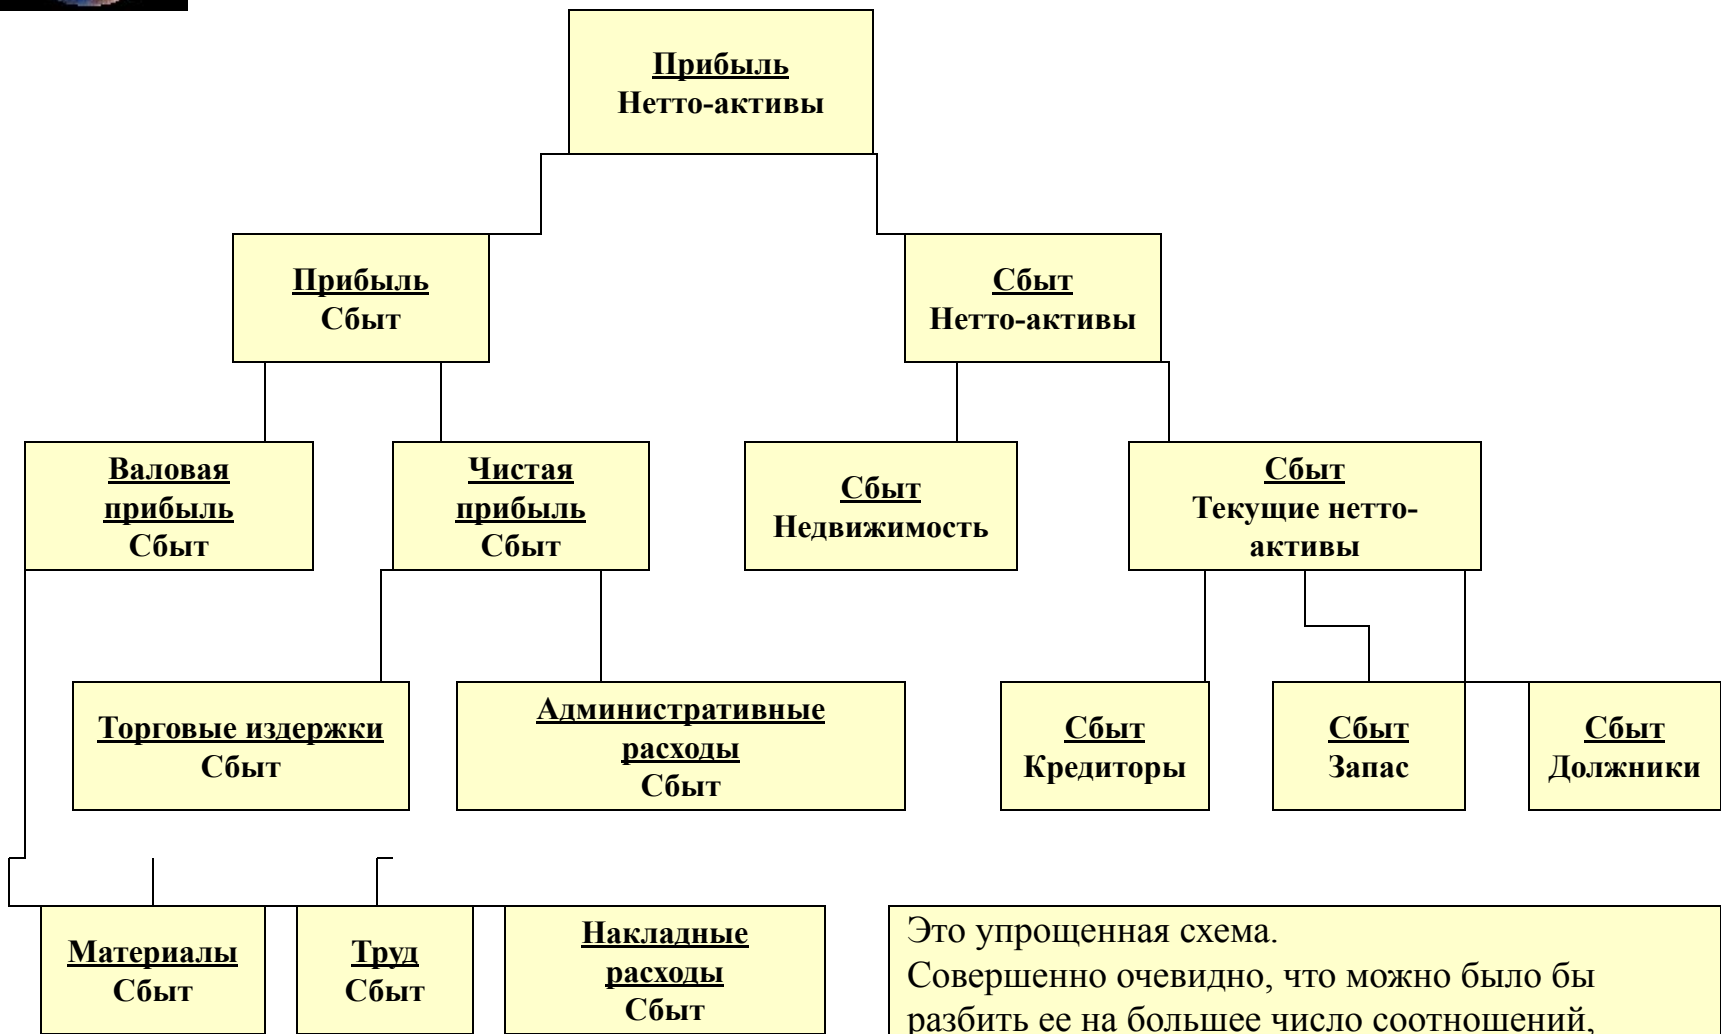 Прибыль
Нетто-активы
Прибыль
Сбыт
Сбыт
Нетто-активы
Валовая
прибыль
Сбыт
Чистая
прибыль
Сбыт
Сбыт
Недвижимость
Сбыт
Текущие нетто-
активы
Торговые издержки
Сбыт
Административные
расходы
Сбыт
Сбыт
Кредиторы
Сбыт
Запас
Сбыт
Должники
Материалы
Сбыт
Труд
Сбыт
Накладные
расходы
Сбыт
Это упрощенная схема.
Совершенно очевидно, что можно было бы
разбить ее на большее число соотношений,